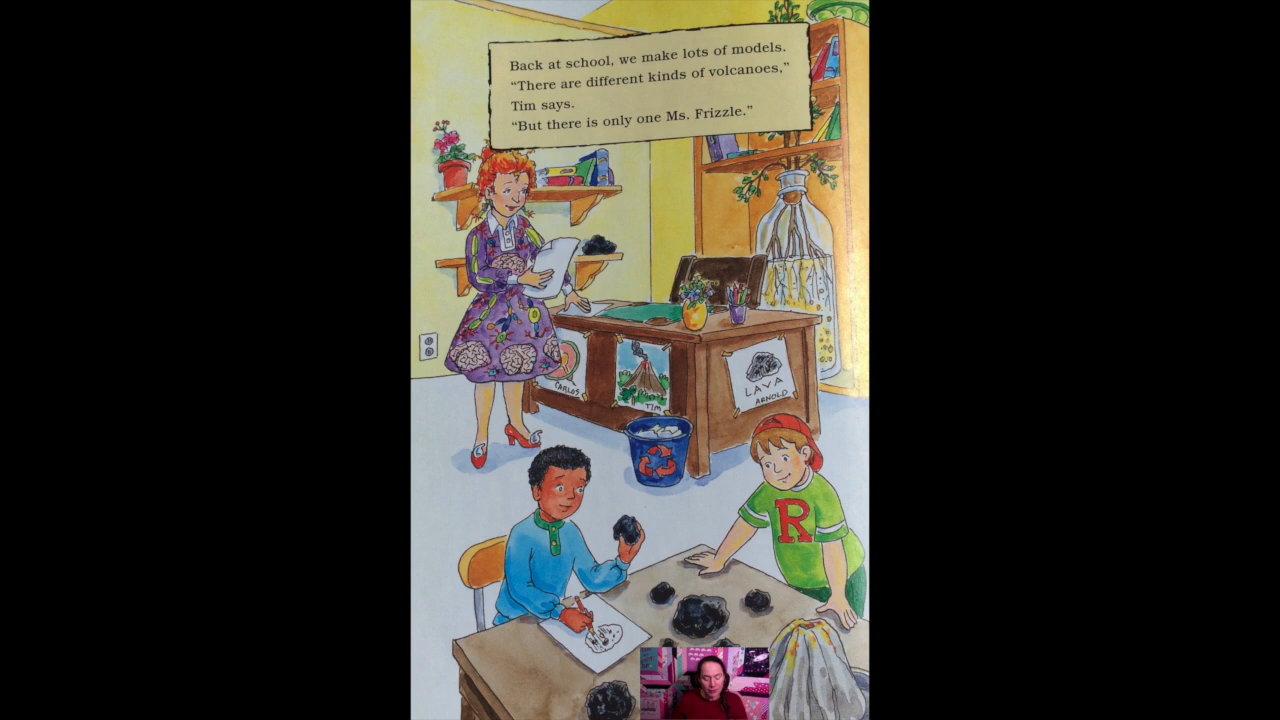 Back at school, we make lots of models.
“There are different kinds of volcanoes,”
Tim says.
“But there is only one Ms. Frizzle.”
CARLOS
TIM
LAVA
ARNOLD
R